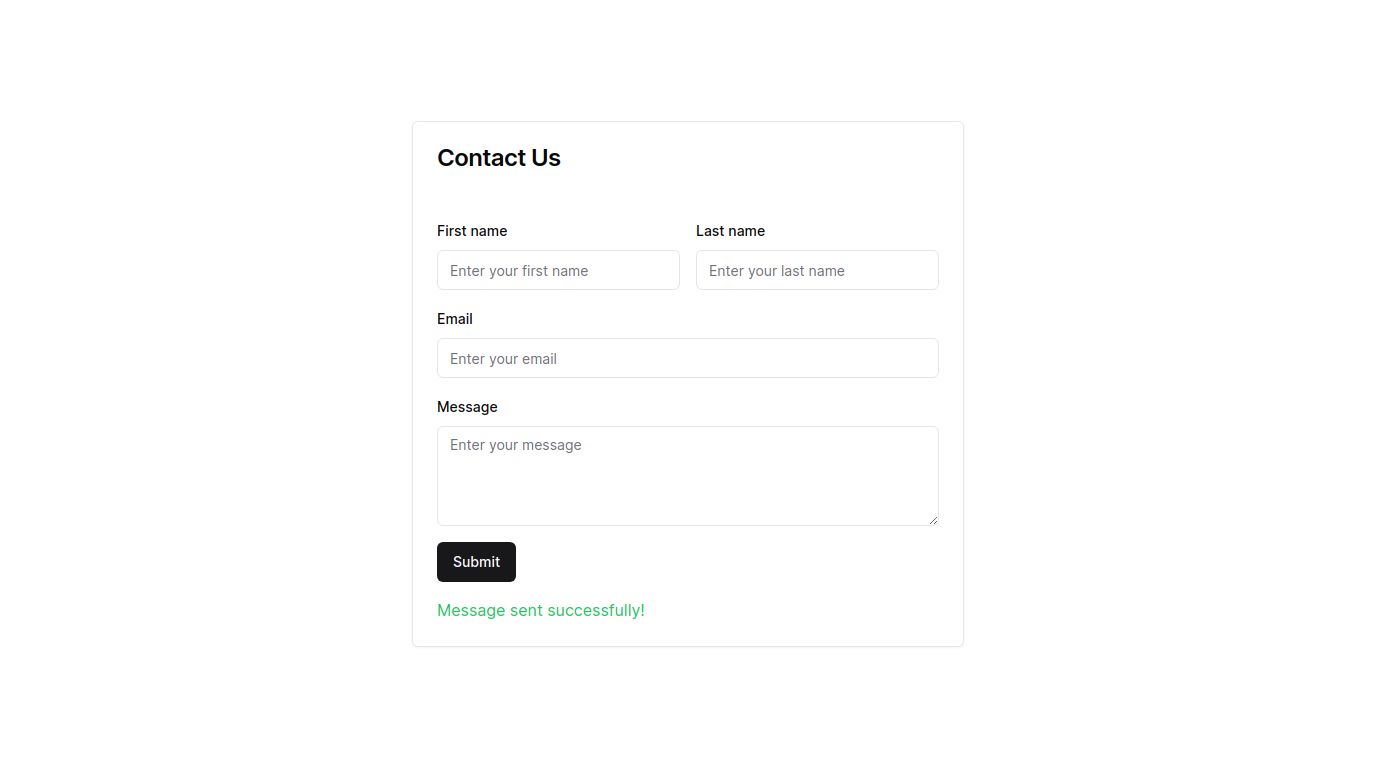 Contact Us
First name
Last name
Enter your first name
Enter your last name
Email
Enter your email
Message
Enter your message
Submit
Message sent successfully!